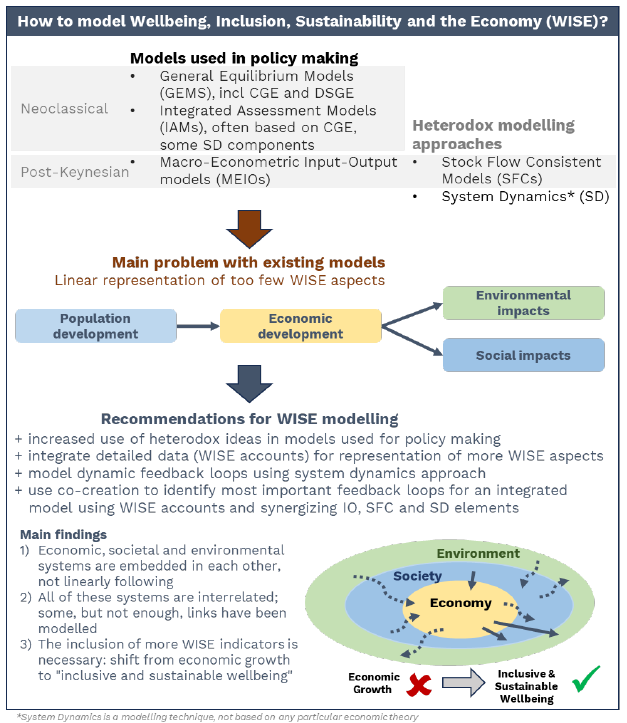 How to model Wellbeing, Inclusion, Sustainability and the Economy (WISE)?
Models used in policy making
Neoclassical
• General Equilibrium Models
(GEMS), incl CGE and DSGE
• Integrated Assessment Models
(IAMs), often based on CGE,
some SD components
Heterodox modelling
approaches
Post-Keynesian
• Macro-Econometric Input-Output
models (MEIOs)
• Stock Flow Consistent
Models (SFCs)
• System Dynamics* (SD)
Main problem with existing models
Linear representation of too few WISE aspects
Population
development
Economic
development
Environmental
impacts
Social impacts
Recommendations for WISE modelling
+ increased use of heterodox ideas in models used for policy making
+ integrate detailed data (WISE accounts) for representation of more WISE aspects
+ model dynamic feedback loops using system dynamics approach
+ use co-creation to identify most important feedback loops for an integrated
model using WISE accounts and synergizing IO, SFC and SD elements
Main findings
1) Economic, societal and environmental
systems are embedded in each other,
not linearly following
2) All of these systems are interrelated;
some, but not enough, links have been
modelled
3) The inclusion of more WISE indicators is
necessary: shift from economic growth
to "inclusive and sustainable wellbeing"
Environment
Society
Economy
Economic
Growth
Inclusive &
Sustainable
Wellbeing
*System Dynamics is a modelling technique, not based on any particular economic theory